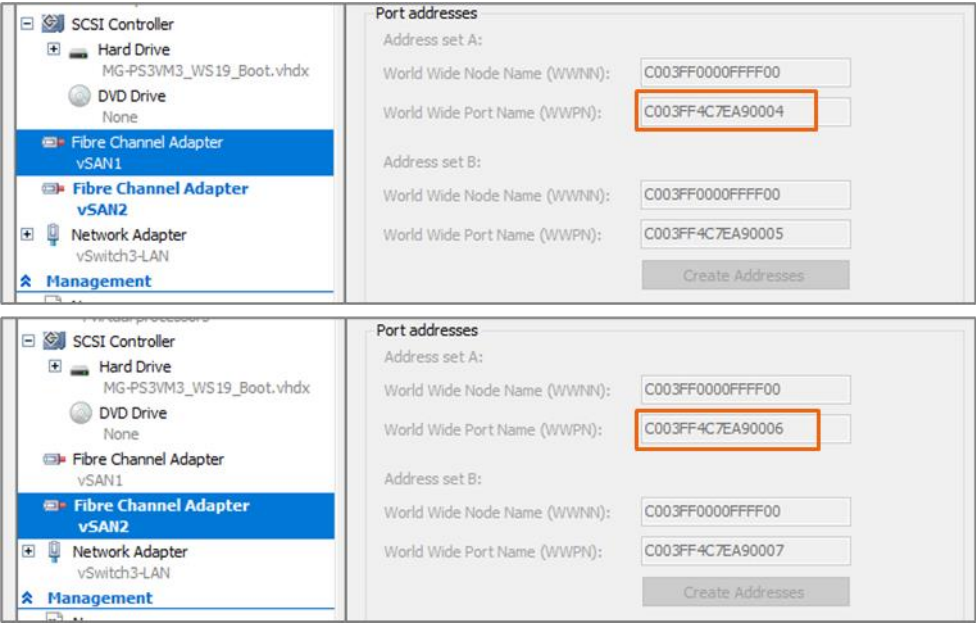 SCSI Controller
Hard Drive
MG-PS3VM3_WS19_Boot.vhdx
DVD Drive
None
Fibre Channel Adapter
vSAN1
Fibre Channel Adapter
vSAN2
Network Adapter
vSwitch3-LAN
Management
Port addresses
Address set A:
World Wide Node Name (WWNN): C003FF0000FFFF00
World Wide Port Name (WWPN): C003FF4C7EA90004
Address set B:
World Wide Node Name (WWNN): C003FF0000FFFF00
World Wide Port Name (WWPN): C003FF4C7EA90005
Create Addresses
SCSI Controller
Hard Drive
MG-PS3VM3_WS19_Boot.vhdx
DVD Drive
None
Fibre Channel Adapter
vSAN1
Fibre Channel Adapter
vSAN2
Network Adapter
vSwitch3-LAN
Management
Port addresses
Address set A:
World Wide Node Name (WWNN): C003FF0000FFFF00
World Wide Port Name (WWPN): C003FF4C7EA90006
Address set B:
World Wide Node Name (WWNN): C003FF0000FFFF00
World Wide Port Name (WWPN): C003FF4C7EA90007
Create Addresses